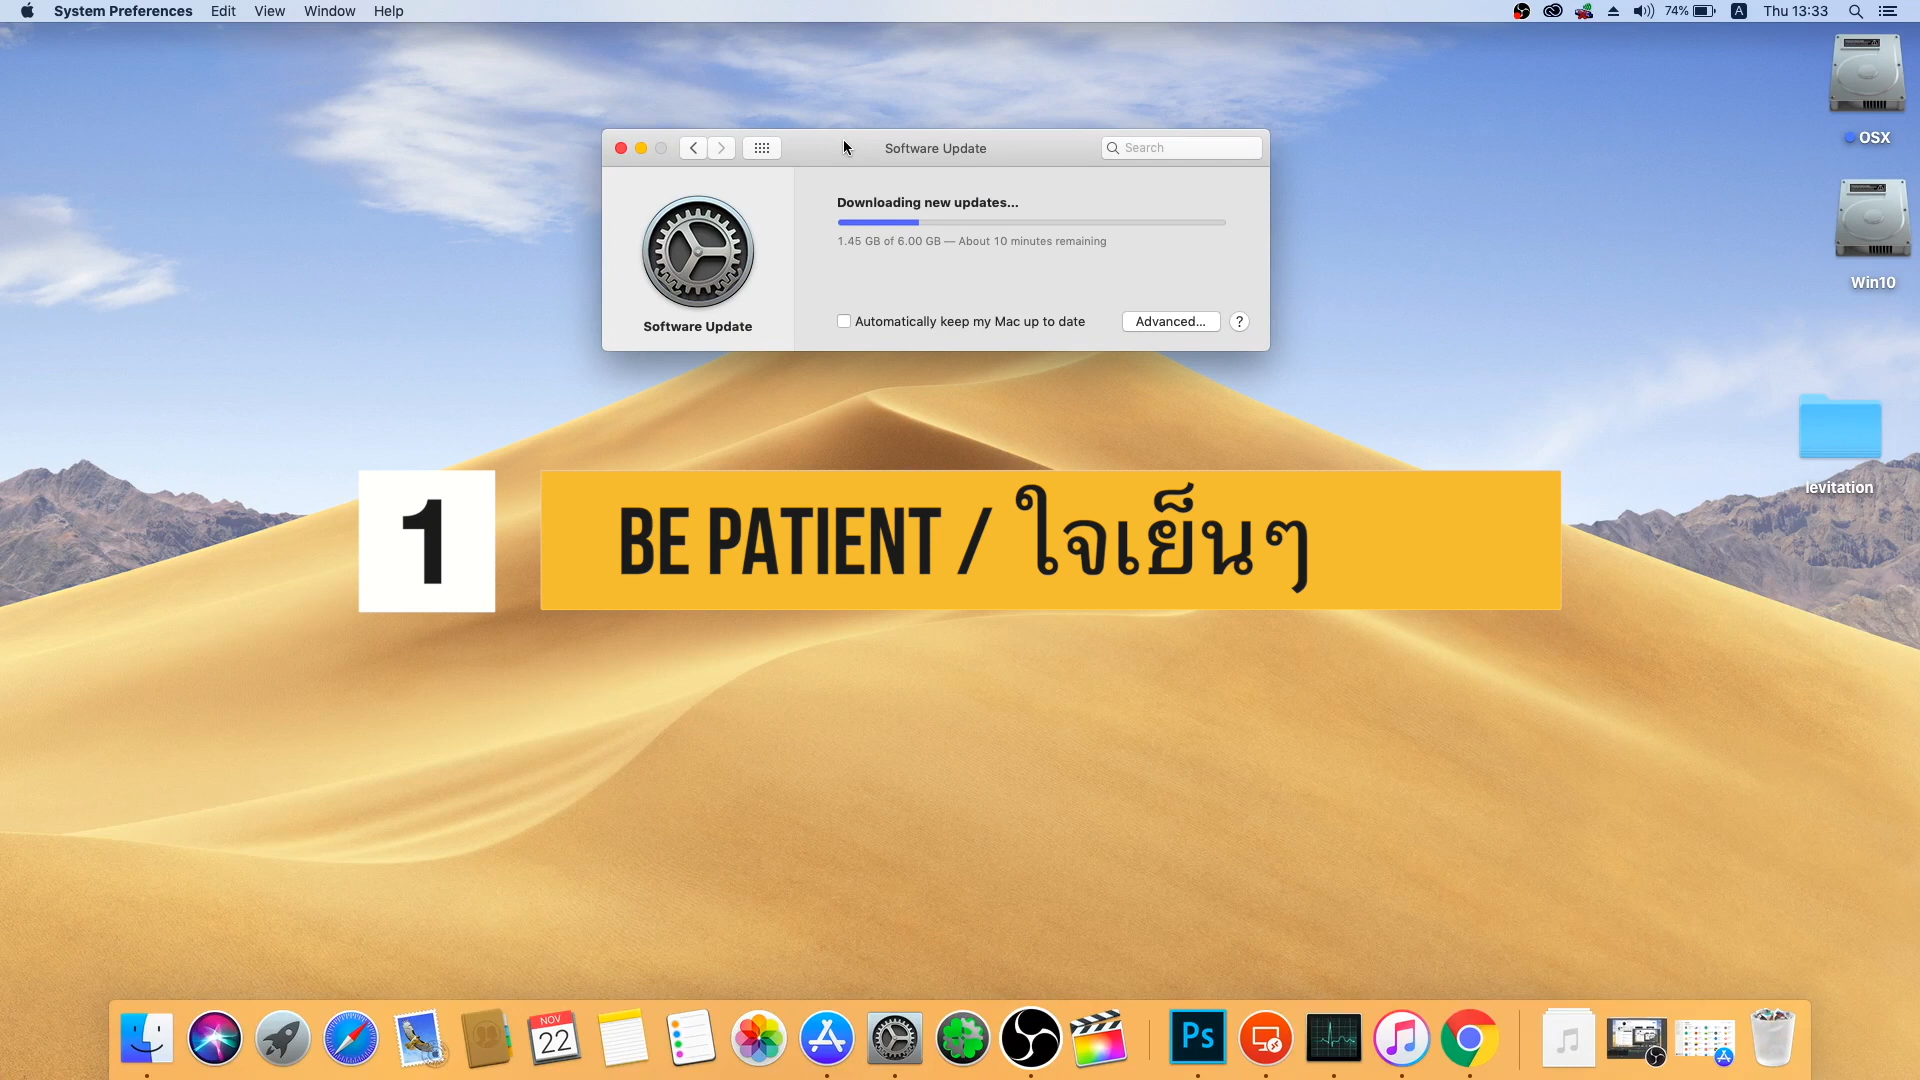 System Preferences Edit View Window Help
74% A Thu 13:33
Software Update
Search
Downloading new updates...
1.45 GB of 6.00 GB — About 10 minutes remaining
Software Update
Automatically keep my Mac up to date
Advanced...
?
OSX
Win10
levitation
1
BE PATIENT / ใจเย็นๆ
NOV
22
Ps